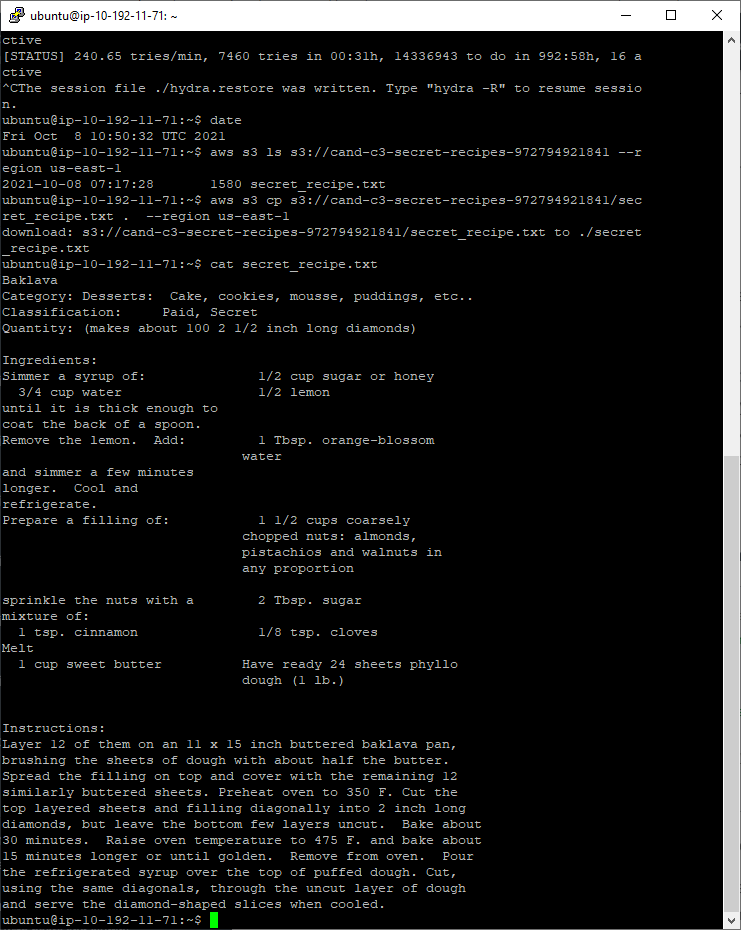 ubuntu@ip-10-192-11-71: ~
ctive
[STATUS] 240.65 tries/min, 7460 tries in 00:31h, 14336943 to do in 992:58h, 16 a
ctive
^CThe session file ./hydra.restore was written. Type "hydra -R" to resume sessio
n.
ubuntu@ip-10-192-11-71:~$ date
Fri Oct  8 10:50:32 UTC 2021
ubuntu@ip-10-192-11-71:~$ aws s3 ls s3://cand-c3-secret-recipes-972794921841 --r
egion us-east-1
2021-10-08 07:17:28       1580 secret_recipe.txt
ubuntu@ip-10-192-11-71:~$ aws s3 cp s3://cand-c3-secret-recipes-972794921841/sec
ret_recipe.txt .  --region us-east-1
download: s3://cand-c3-secret-recipes-972794921841/secret_recipe.txt to ./secret
_recipe.txt
ubuntu@ip-10-192-11-71:~$ cat secret_recipe.txt
Baklava
Category: Desserts:  Cake, cookies, mousse, puddings, etc..
Classification:     Paid, Secret
Quantity: (makes about 100 2 1/2 inch long diamonds)

Ingredients:
Simmer a syrup of:              1/2 cup sugar or honey
  3/4 cup water                 1/2 lemon
until it is thick enough to
coat the back of a spoon.
Remove the lemon.  Add:         1 Tbsp. orange-blossom
                              water
and simmer a few minutes
longer.  Cool and
refrigerate.
Prepare a filling of:           1 1/2 cups coarsely
                              chopped nuts: almonds,
                              pistachios and walnuts in
                              any proportion

sprinkle the nuts with a        2 Tbsp. sugar
mixture of:
  1 tsp. cinnamon               1/8 tsp. cloves
Melt
  1 cup sweet butter          Have ready 24 sheets phyllo
                              dough (1 lb.)


Instructions:
Layer 12 of them on an 11 x 15 inch buttered baklava pan,
brushing the sheets of dough with about half the butter.
Spread the filling on top and cover with the remaining 12
similarly buttered sheets. Preheat oven to 350 F. Cut the
top layered sheets and filling diagonally into 2 inch long
diamonds, but leave the bottom few layers uncut.  Bake about
30 minutes.  Raise oven temperature to 475 F. and bake about
15 minutes longer or until golden.  Remove from oven.  Pour
the refrigerated syrup over the top of puffed dough. Cut,
using the same diagonals, through the uncut layer of dough
and serve the diamond-shaped slices when cooled.
ubuntu@ip-10-192-11-71:~$